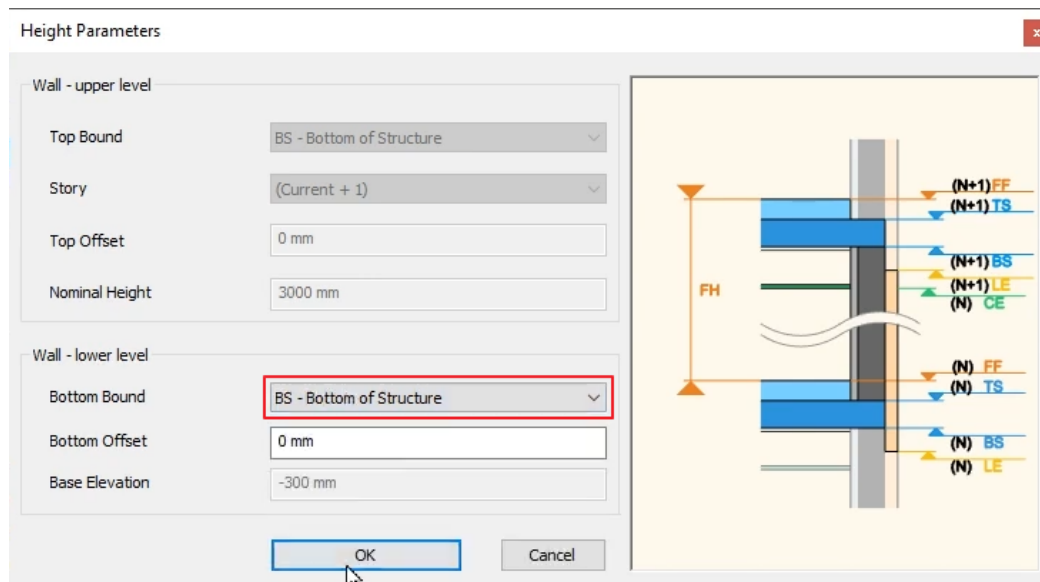 Height Parameters
x
Wall - upper level
Top Bound
BS - Bottom of Structure
Story
(Current + 1)
Top Offset
0 mm
Nominal Height
3000 mm
Wall - lower level
Bottom Bound
BS - Bottom of Structure
Bottom Offset
0 mm
Base Elevation
-300 mm
OK
Cancel
(N+1) FF
(N+1) TS
(N+1) BS
(N+1) LE
(N) CE
FH
(N) FF
(N) TS
(N) BS
(N) LE